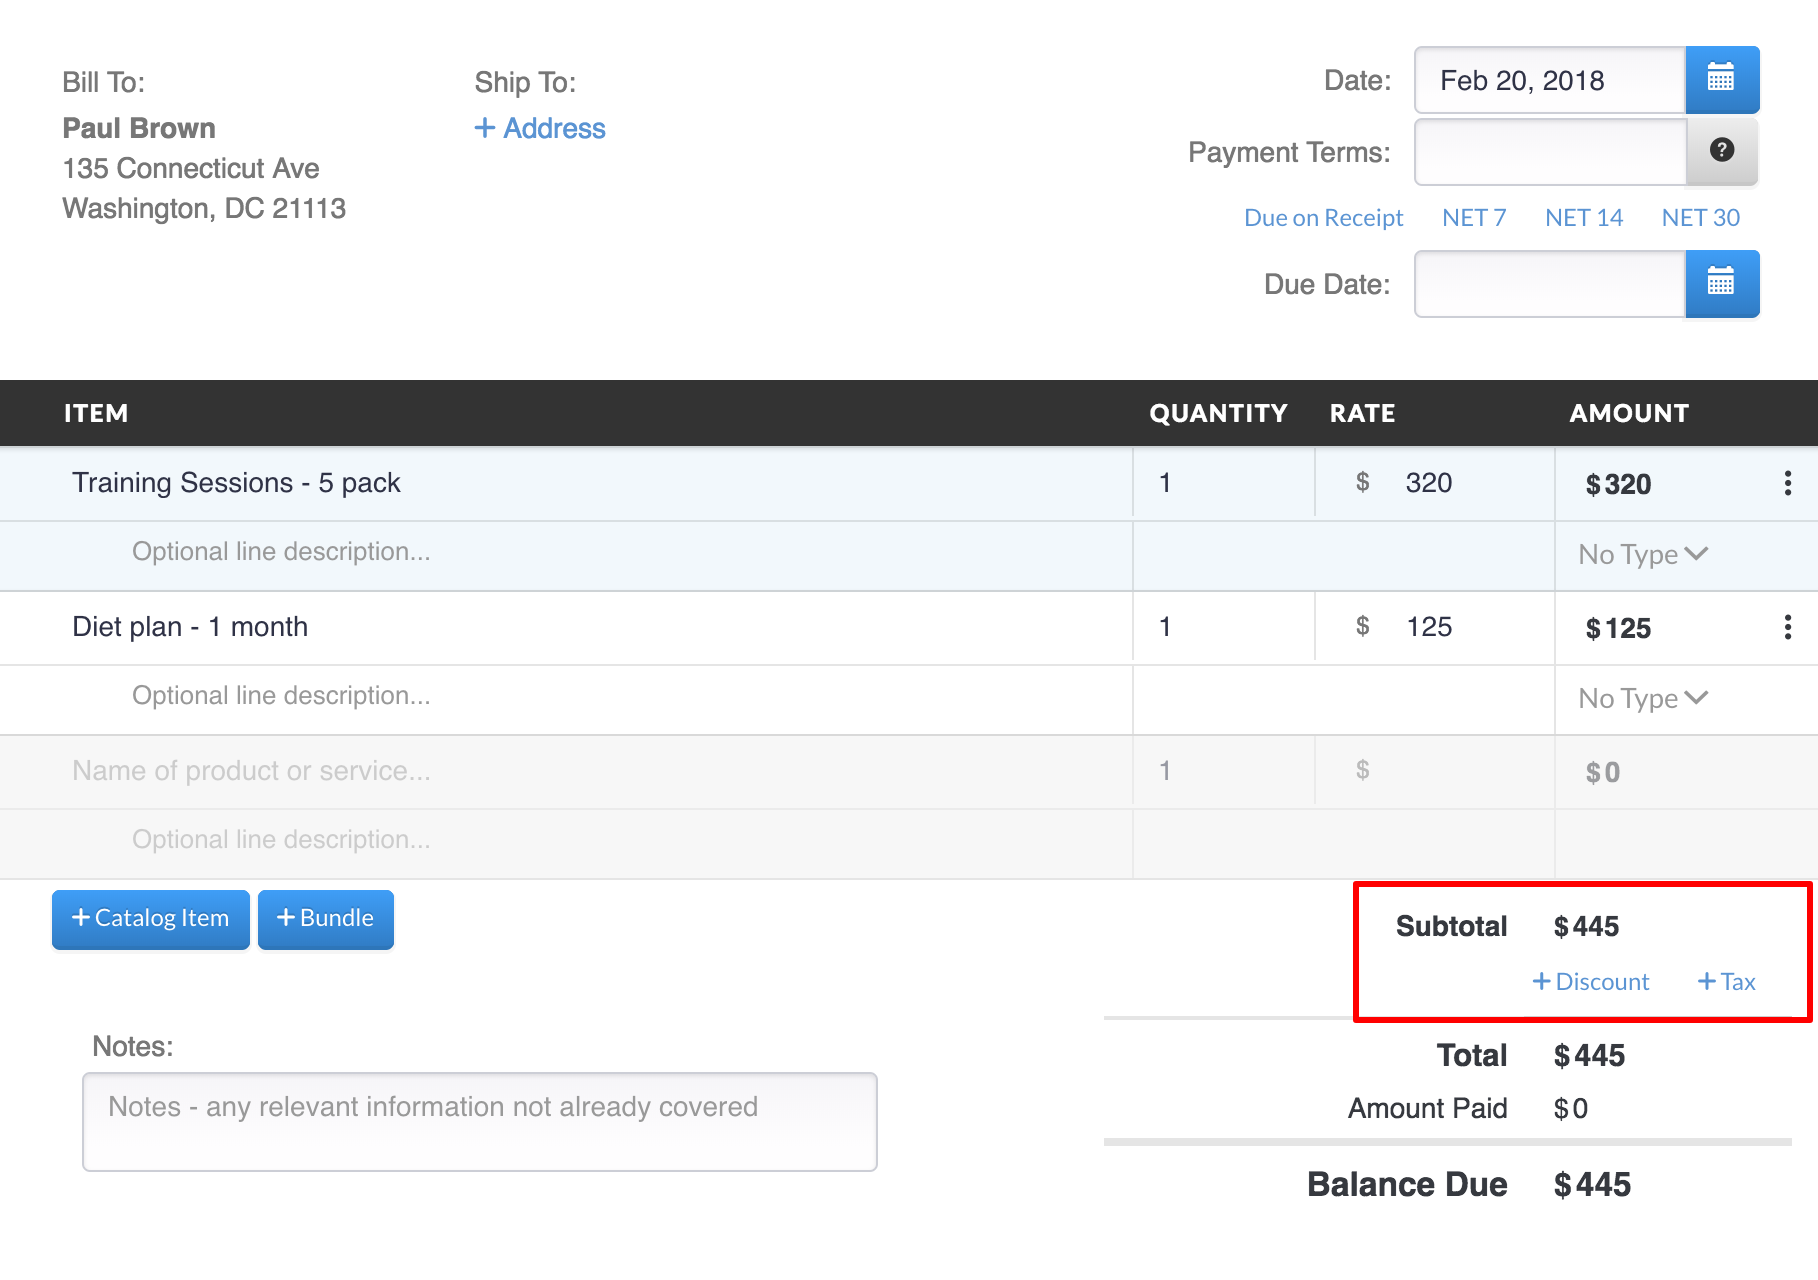 Bill To:
Paul Brown
135 Connecticut Ave
Washington, DC 21113
Ship To:
+ Address
Date: Feb 20, 2018
Payment Terms: ?
Due on Receipt NET 7 NET 14 NET 30
Due Date:
ITEM QUANTITY RATE AMOUNT
Training Sessions - 5 pack 1 $ 320 $320
Optional line description... No Type
Diet plan - 1 month 1 $ 125 $125
Optional line description... No Type
Name of product or service... 1 $ $0
Optional line description...
+ Catalog Item + Bundle
Subtotal $445
+ Discount + Tax
Notes:
Notes - any relevant information not already covered
Total $445
Amount Paid $0
Balance Due $445